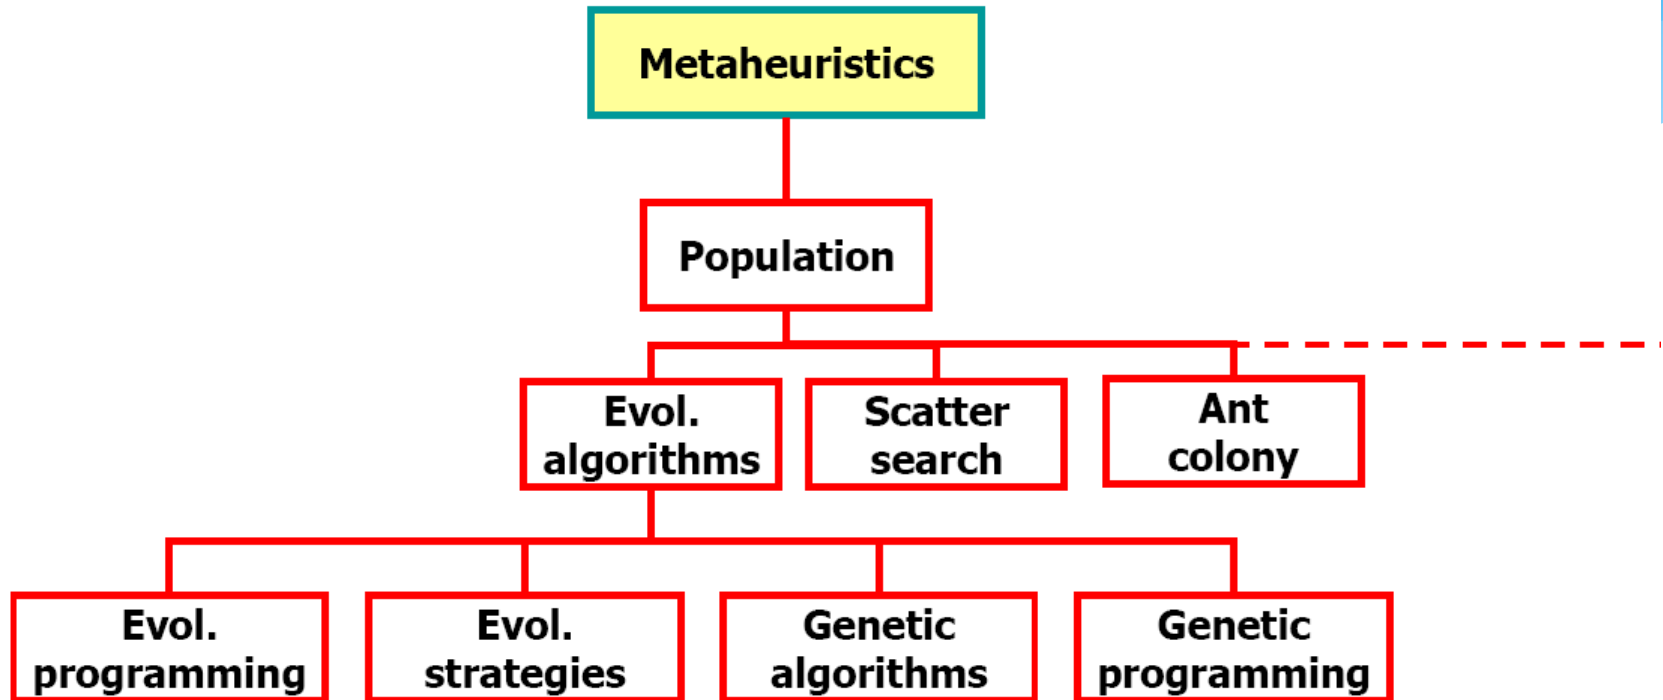 Metaheuristics
Population
Evol.
algorithms
Scatter
search
Ant
colony
Evol.
programming
Evol.
strategies
Genetic
algorithms
Genetic
programming